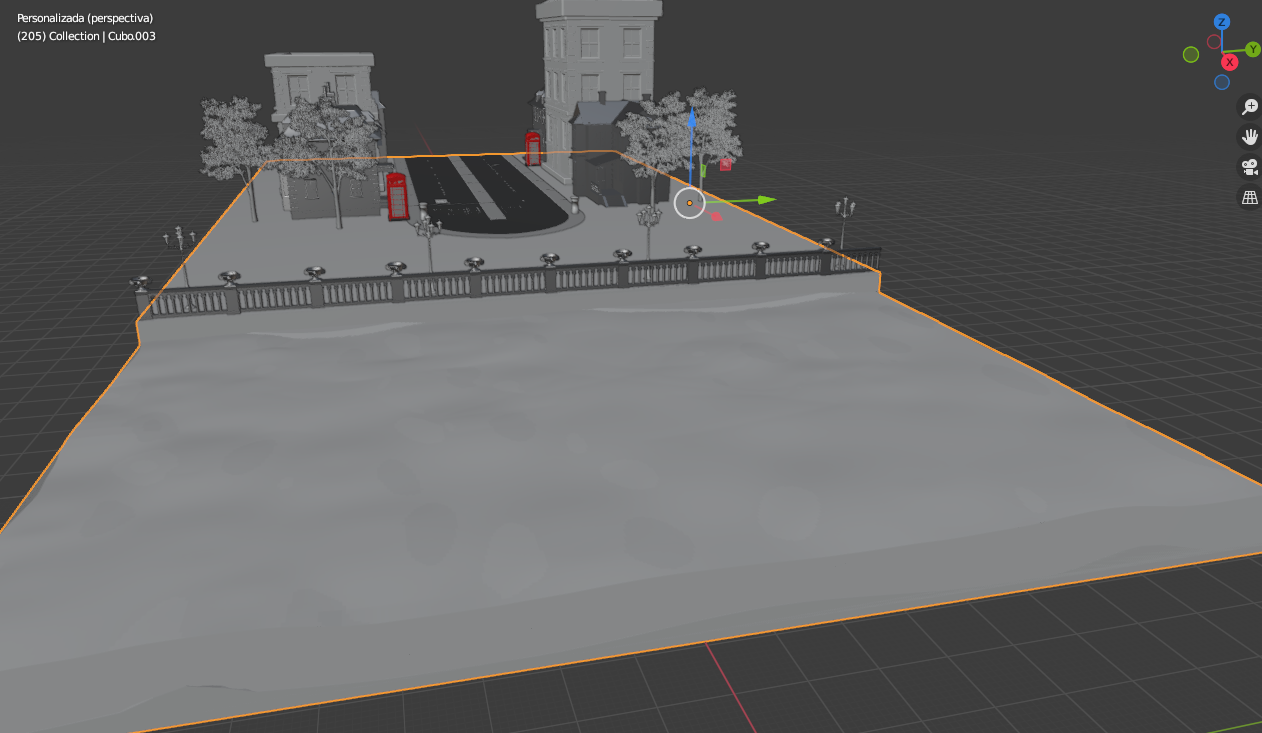 Personalizada (perspectiva)
(205) Collection | Cubo.003
Z
Y
X